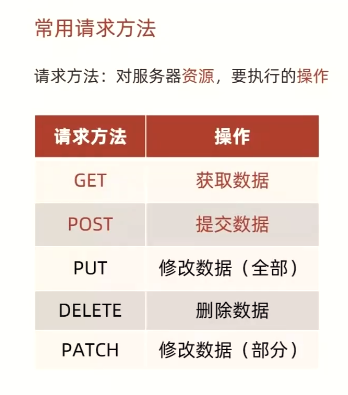 常用请求方法
请求方法：对服务器资源，要执行的操作
请求方法 操作
GET 获取数据
POST 提交数据
PUT 修改数据（全部）
DELETE 删除数据
PATCH 修改数据（部分）